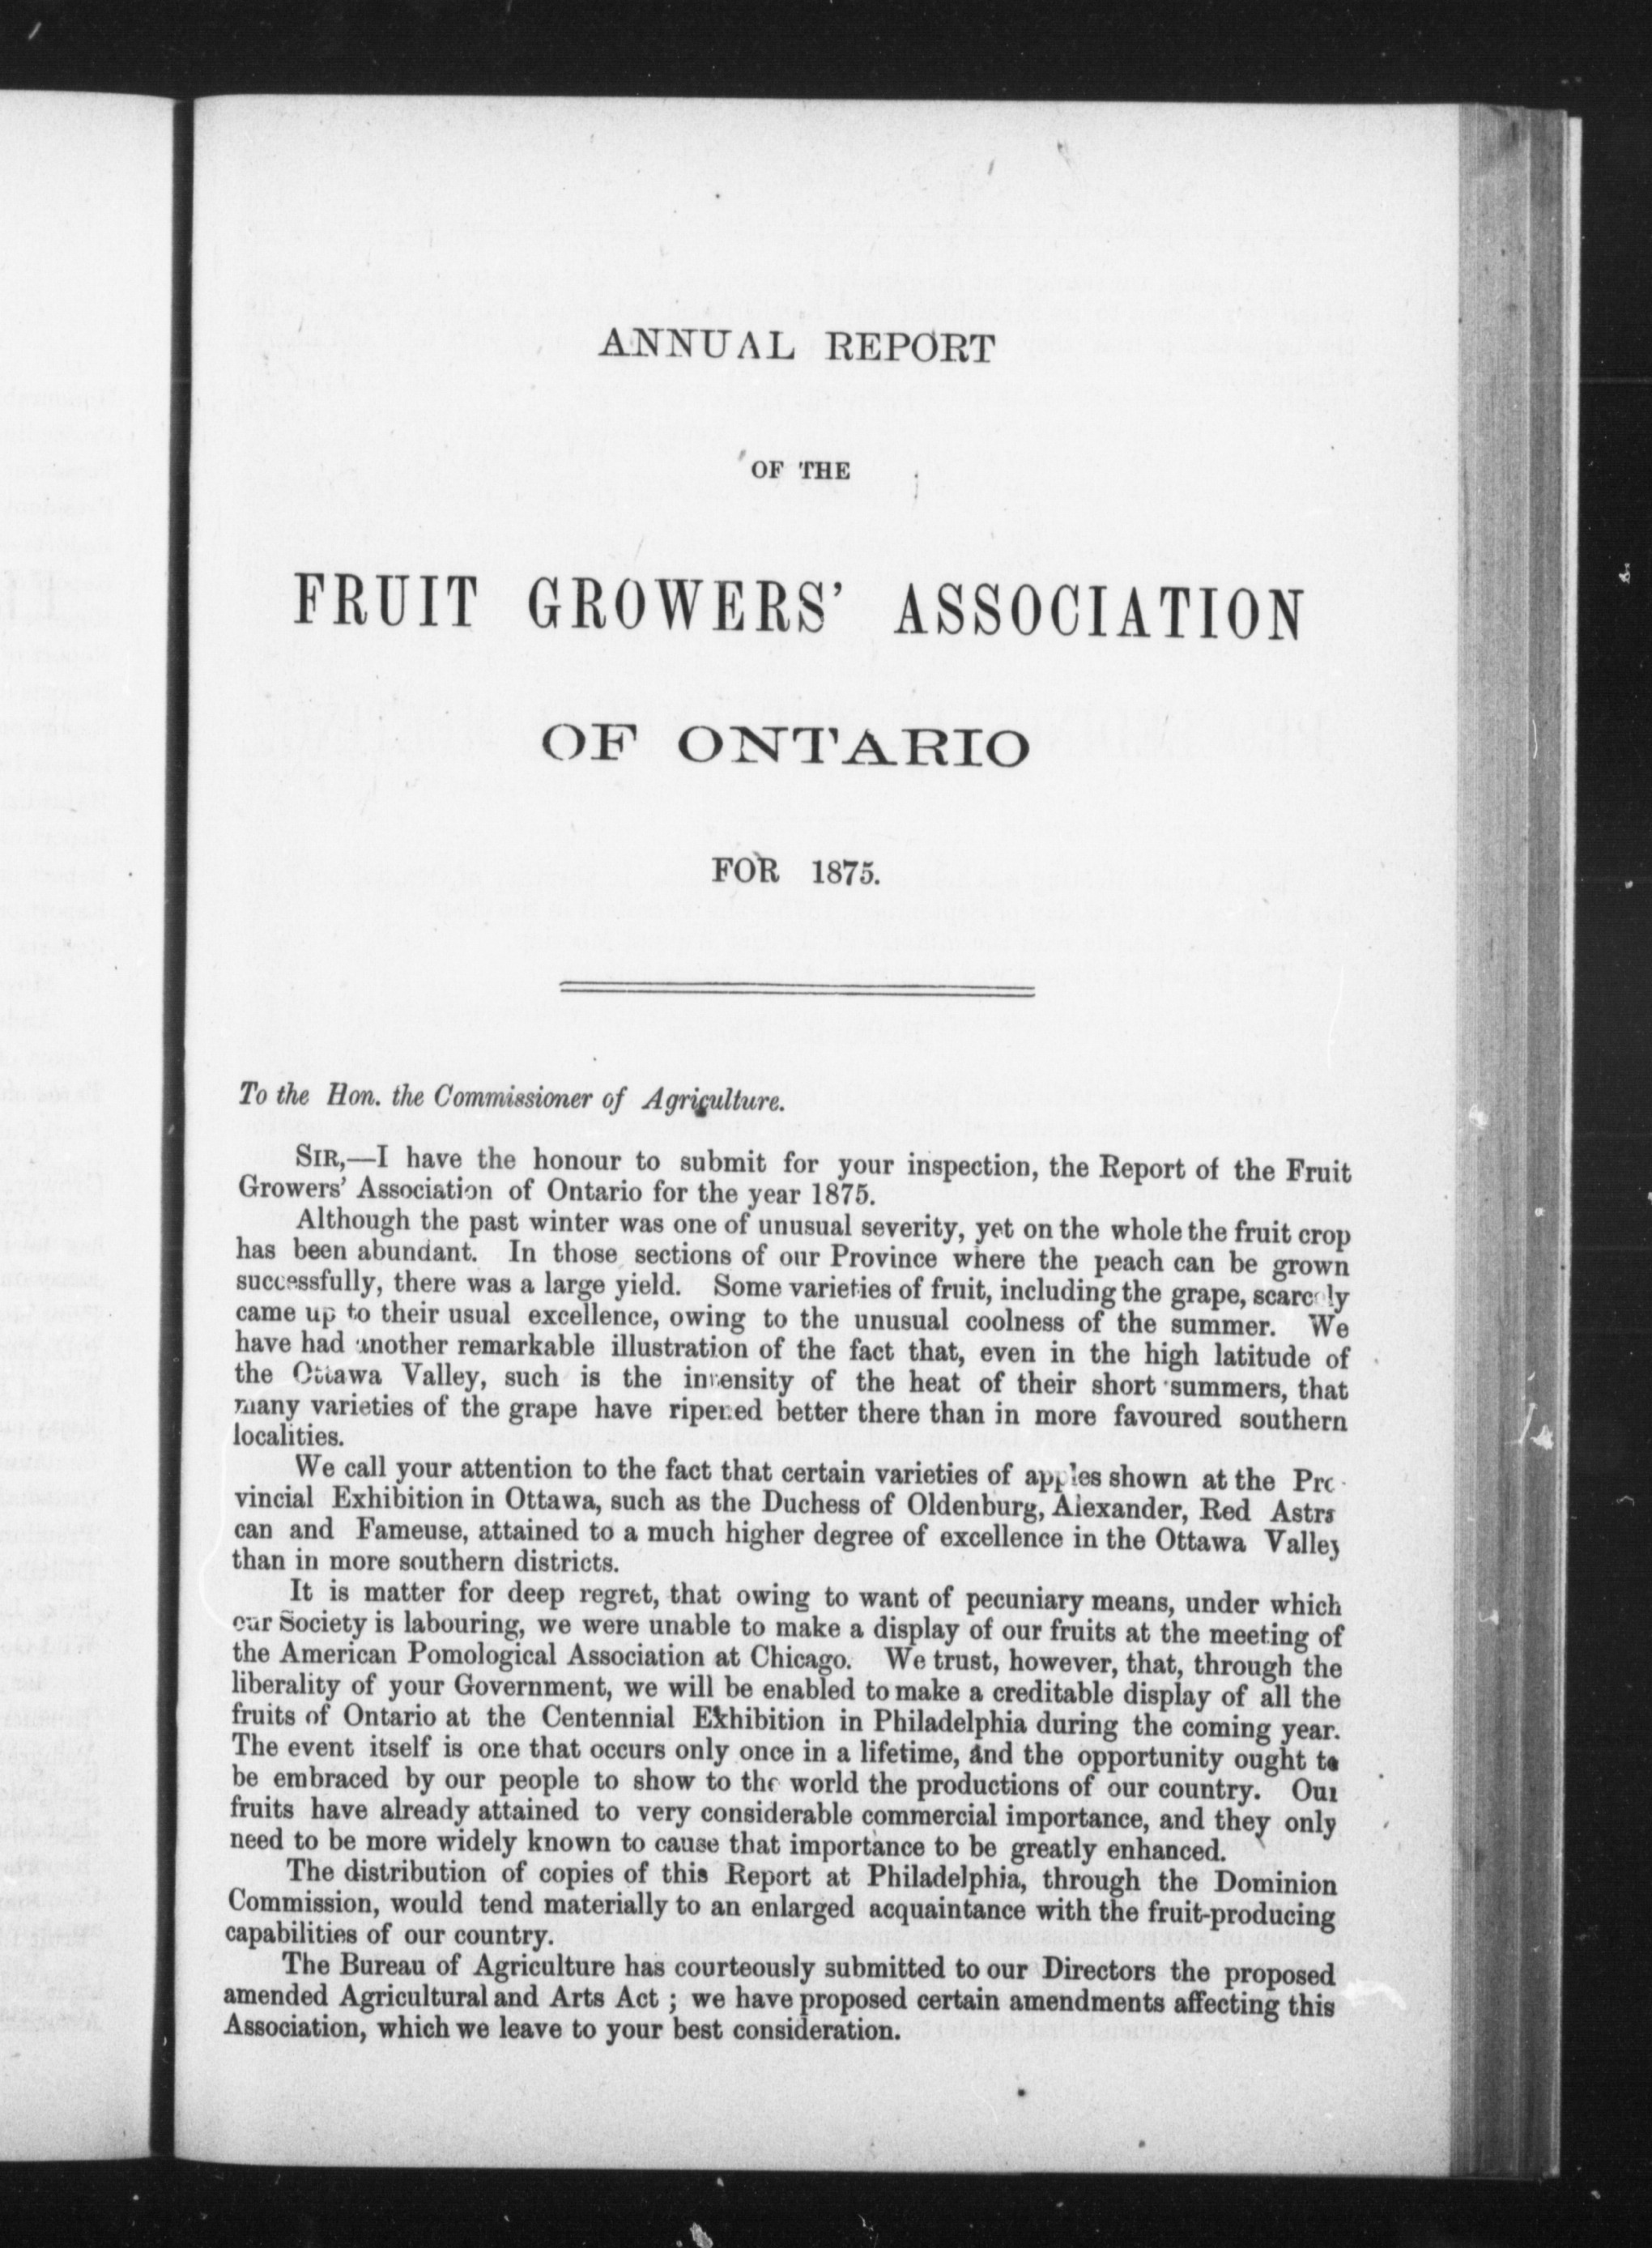 ANNUAL REPORT
OF THE
FRUIT GROWERS' ASSOCIATION
OF ONTARIO
FOR 1875.
To the Hon. the Commissioner of Agriculture.
SIR,—I have the honour to submit for your inspection, the Report of the Fruit
Growers' Association of Ontario for the year 1875.
Although the past winter was one of unusual severity, yet on the whole the fruit crop
has been abundant. In those sections of our Province where the peach can be grown
successfully, there was a large yield. Some varieties of fruit, including the grape, scarcely
came up to their usual excellence, owing to the unusual coolness of the summer. We
have had another remarkable illustration of the fact that, even in the high latitude of
the Ottawa Valley, such is the intensity of the heat of their short summers, that
many varieties of the grape have ripened better there than in more favoured southern
localities.
We call your attention to the fact that certain varieties of apples shown at the Pro-
vincial Exhibition in Ottawa, such as the Duchess of Oldenburg, Alexander, Red Astra
can and Fameuse, attained to a much higher degree of excellence in the Ottawa Valley
than in more southern districts.
It is matter for deep regret, that owing to want of pecuniary means, under which
our Society is labouring, we were unable to make a display of our fruits at the meeting of
the American Pomological Association at Chicago. We trust, however, that, through the
liberality of your Government, we will be enabled to make a creditable display of all the
fruits of Ontario at the Centennial Exhibition in Philadelphia during the coming year.
The event itself is one that occurs only once in a lifetime, and the opportunity ought to
be embraced by our people to show to the world the productions of our country. Our
fruits have already attained to very considerable commercial importance, and they only
need to be more widely known to cause that importance to be greatly enhanced.
The distribution of copies of this Report at Philadelphia, through the Dominion
Commission, would tend materially to an enlarged acquaintance with the fruit-producing
capabilities of our country.
The Bureau of Agriculture has courteously submitted to our Directors the proposed
amended Agricultural and Arts Act ; we have proposed certain amendments affecting this
Association, which we leave to your best consideration.